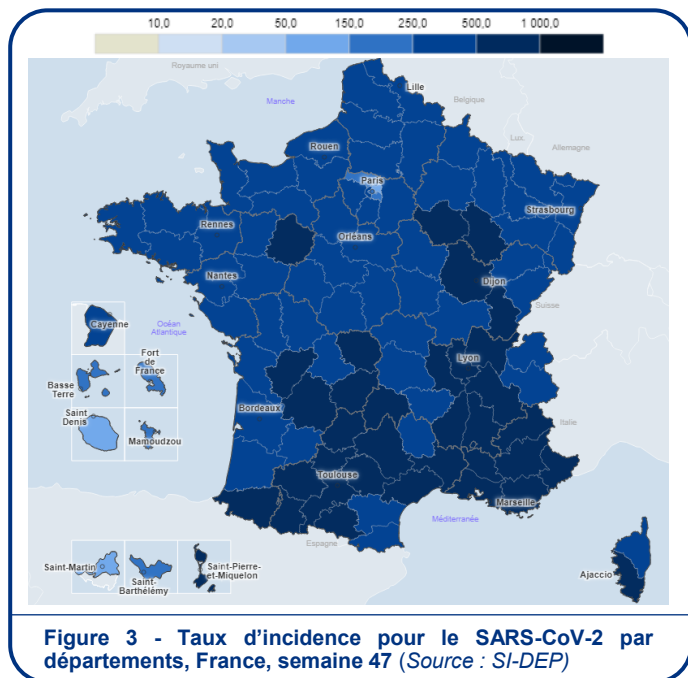 10,0 20,0 50,0 150,0 250,0 500,0 1 000,0
Royaume uni
Lille
Manche
Belgique
Lux.
Rouen
Allemagne
Paris
Strasbourg
Rennes
Orléans
Nantes
Dijon
Suisse
Cayenne
Océan
Atlantique
Fort
de
France
Lyon
Basse
Terre
Bordeaux
Saint
Denis
Mamoudzou
Italie
Toulouse
Marseille
Méditerranée
Espagne
Saint-Martin
Saint-
Barthélémy
Saint-Pierre-
et-Miquelon
Ajaccio
Figure 3 - Taux d’incidence pour le SARS-CoV-2 par
départements, France, semaine 47 (Source : SI-DEP)